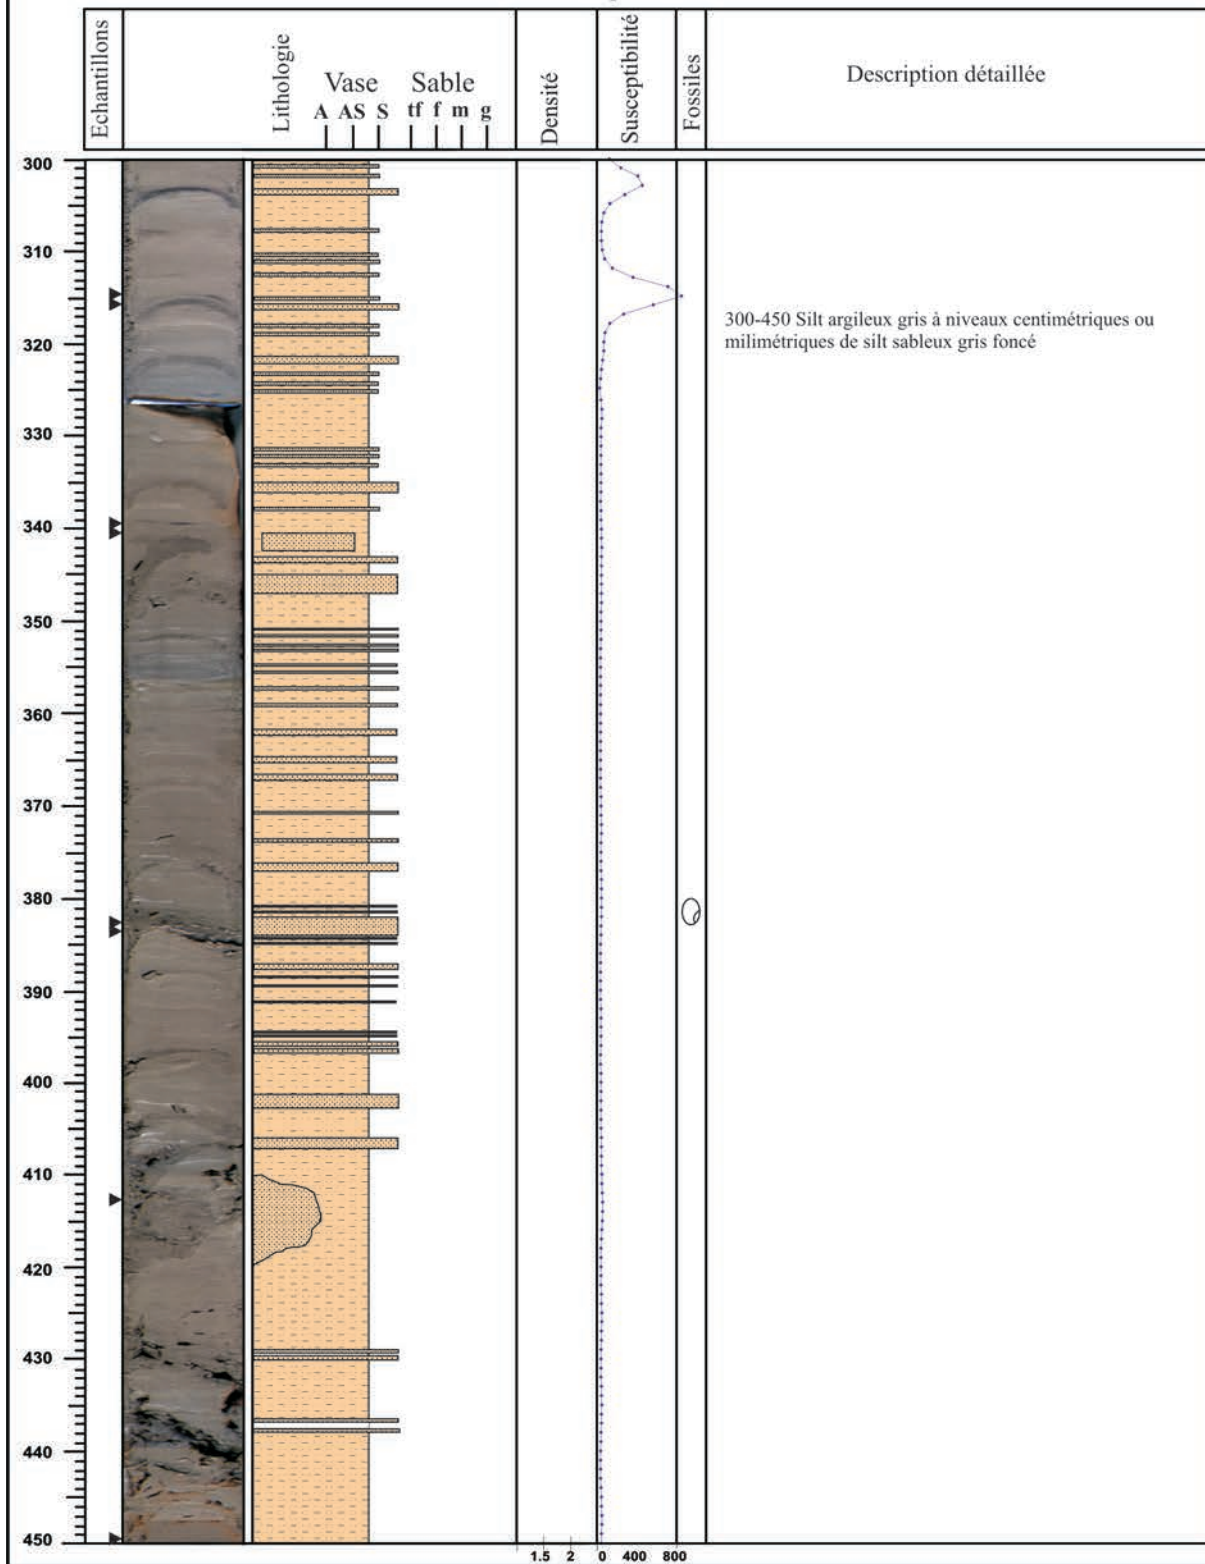 Echantillons
Lithologie
Vase
Sable
A AS S tf f m g
Densité
Susceptibilité
Fossiles
Description détaillée
300
310
320
330
340
350
360
370
380
390
400
410
420
430
440
450
300-450 Silt argileux gris à niveaux centimétriques ou
milimétriques de silt sableux gris foncé
1.5 2 0 400 800